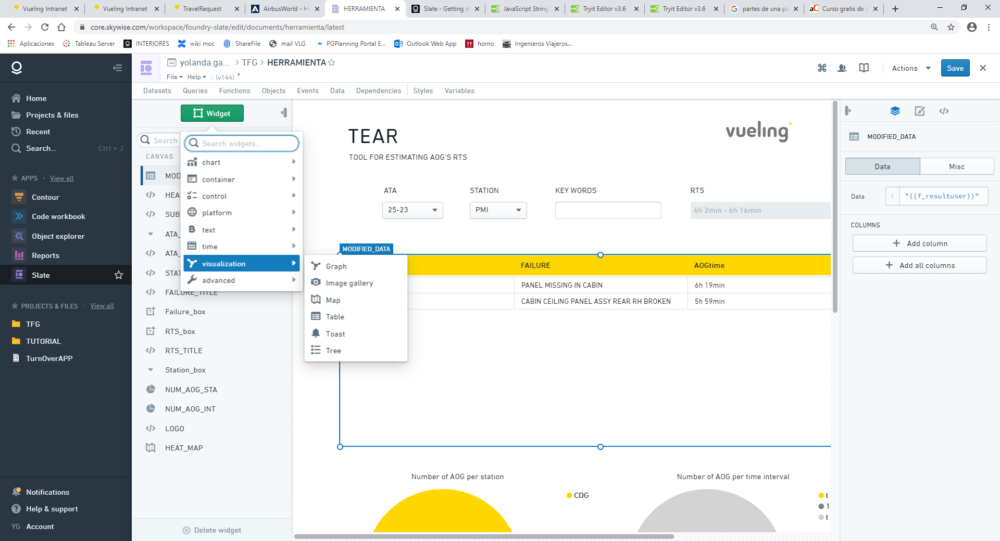 Vueling Intranet
Vueling Intranet
TravelRequest
AirbusWorld - Ho
HERRAMIENTA
Slate - Getting st
JavaScript String
Tryit Editor v3.6
Tryit Editor v3.6
partes de una pa
Curso gratis de
core.skywise.com/workspace/foundry-slate/edit/documents/herramienta/latest
Aplicaciones
Tableau Server
INTERIORES
wiki moc
ShareFile
mail VLG
PGPlanning Portal E...
Outlook Web App
horno
Ingenieros Viajeros...
yolanda.ga... > TFG > HERRAMIENTA
File Help (v144)
Actions
Save
Home
Projects & files
Recent
Search... Ctrl + J
APPS · View all
Contour
Code workbook
Object explorer
Reports
Slate
PROJECTS & FILES · View all
TFG
TUTORIAL
TurnOverAPP
Notifications
Help & support
YG Account
Datasets Queries Functions Objects Events Data Dependencies Styles Variables
Widget
Search
CANVAS
MOD
HEA
SUB
ATA_
ATA_
STAT
FAILURE_TITLE
Failure_box
RTS_box
RTS_TITLE
Station_box
NUM_AOG_STA
NUM_AOG_INT
LOGO
HEAT_MAP
Delete widget
Search widgets...
chart
container
control
platform
text
time
visualization
advanced
Graph
Image gallery
Map
Table
Toast
Tree
TEAR
TOOL FOR ESTIMATING AOG'S RTS
vueling
ATA STATION KEY WORDS RTS
25-23 PMI 6h 2min - 6h 16min
MODIFIED_DATA
FAILURE AOGtime
PANEL MISSING IN CABIN 6h 19min
CABIN CEILING PANEL ASSY REAR RH BROKEN 5h 59min
Number of AOG per station
CDG
Number of AOG per time interval
t
1
t
MODIFIED_DATA
Data Misc
Data 1 "{{f_resultuser}}"
COLUMNS
Add column
Add all columns